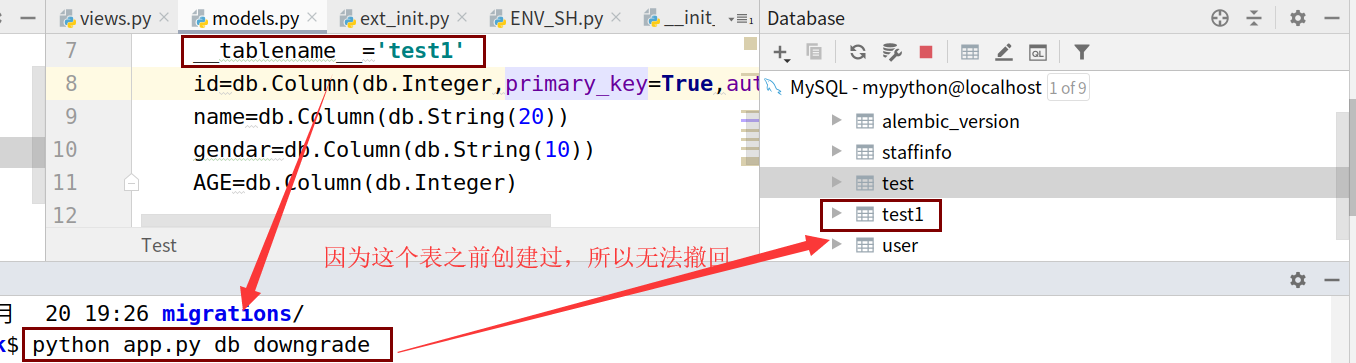 views.py models.py ext_init.py ENV_SH.py __init_ 1
Database
7 __tablename__='test1'
8 id=db.Column(db.Integer,primary_key=True,aut
9 name=db.Column(db.String(20))
10 gendar=db.Column(db.String(10))
11 AGE=db.Column(db.Integer)
12
Test
QL
MySQL - mypython@localhost 1 of 9
alembic_version
staffinfo
test
test1
user
因为这个表之前创建过，所以无法撤回
月 20 19:26 migrations/
k$ python app.py db downgrade